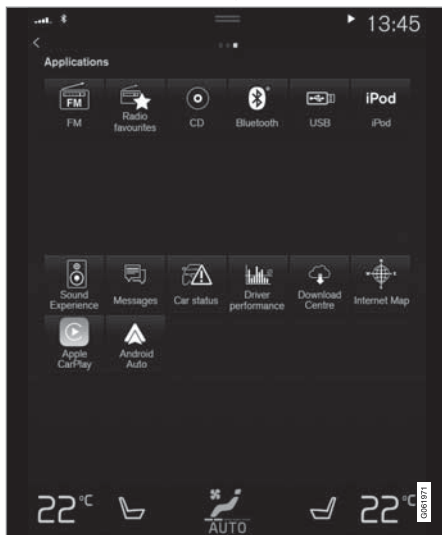 13:45
Applications
FM
FM
Radio
favourites
CD
Bluetooth
USB
iPod
iPod
Sound
Experience
Messages
Car status
Driver
performance
Download
Centre
Internet Map
Apple
CarPlay
Android
Auto
22°C
AUTO
22°C
G061971